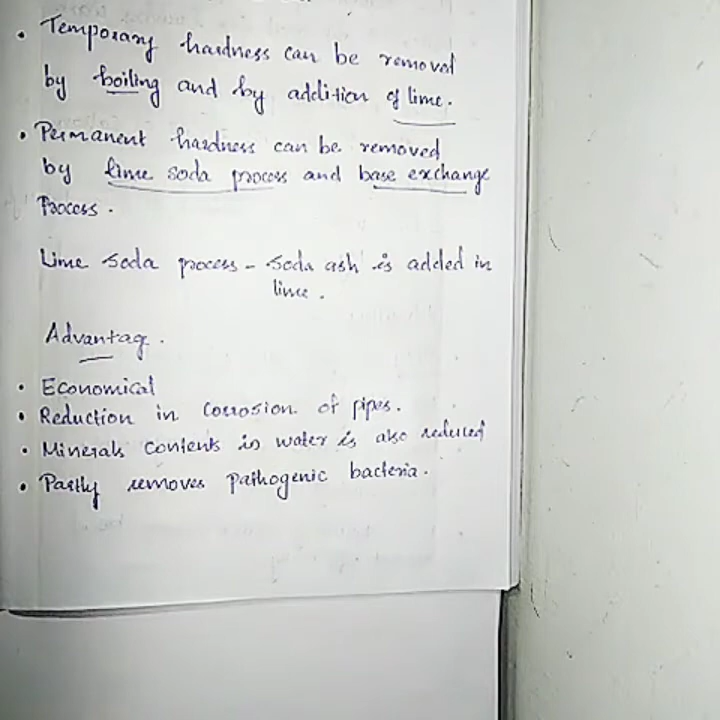 • Temporary hardness can be removed
by boiling and by addition of lime.
• Permanent hardness can be removed
by lime soda process and base exchange
Process.
Lime soda process - soda ash is added in
lime.
Advantag.
• Economical
• Reduction in corrosion of pipes.
• Minerals contents in water is also reduced
• Partly removes pathogenic bacteria.